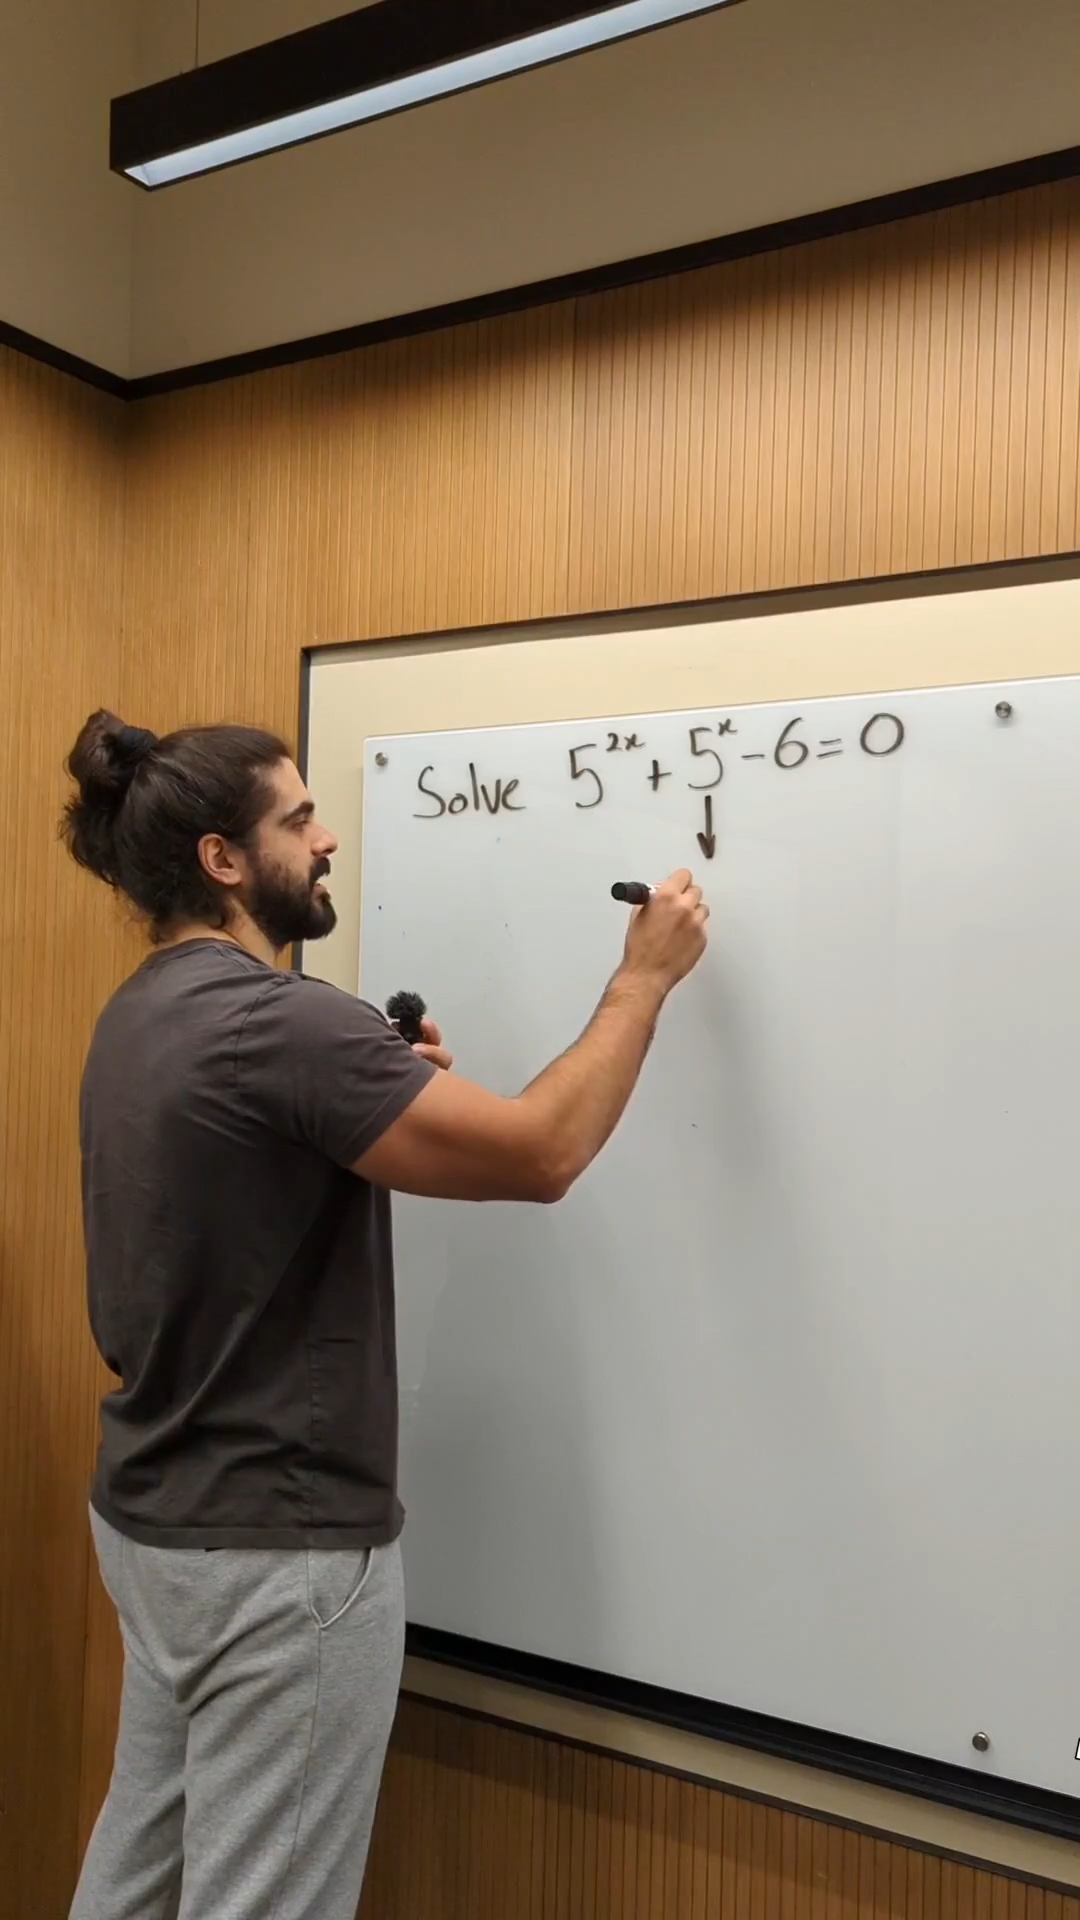 Solve 5^{2x} + 5^x - 6 = 0